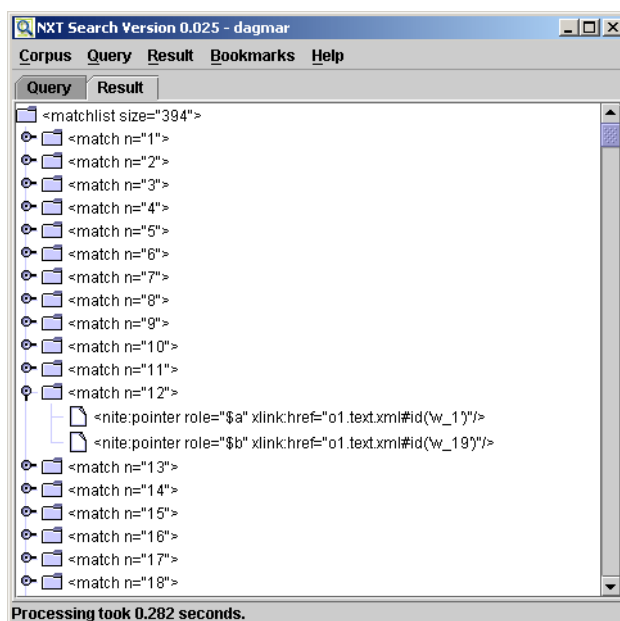 NXT Search Version 0.025 - dagmar
Corpus Query Result Bookmarks Help
Query Result
<matchlist size="394">
<match n="1">
<match n="2">
<match n="3">
<match n="4">
<match n="5">
<match n="6">
<match n="7">
<match n="8">
<match n="9">
<match n="10">
<match n="11">
<match n="12">
<nite:pointer role="$a" xlink:href="o1.text.xml#id('w_1')"/>
<nite:pointer role="$b" xlink:href="o1.text.xml#id('w_19')"/>
<match n="13">
<match n="14">
<match n="15">
<match n="16">
<match n="17">
<match n="18">
Processing took 0.282 seconds.